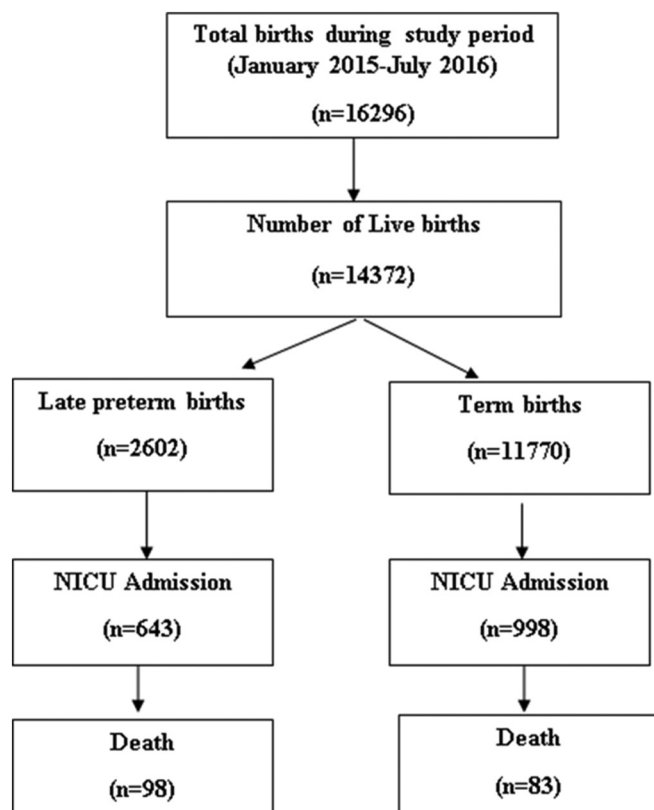 Total births during study period
(January 2015-July 2016)
(n=16296)
Number of Live births
(n=14372)
Late preterm births
(n=2602)
Term births
(n=11770)
NICU Admission
(n=643)
NICU Admission
(n=998)
Death
(n=98)
Death
(n=83)